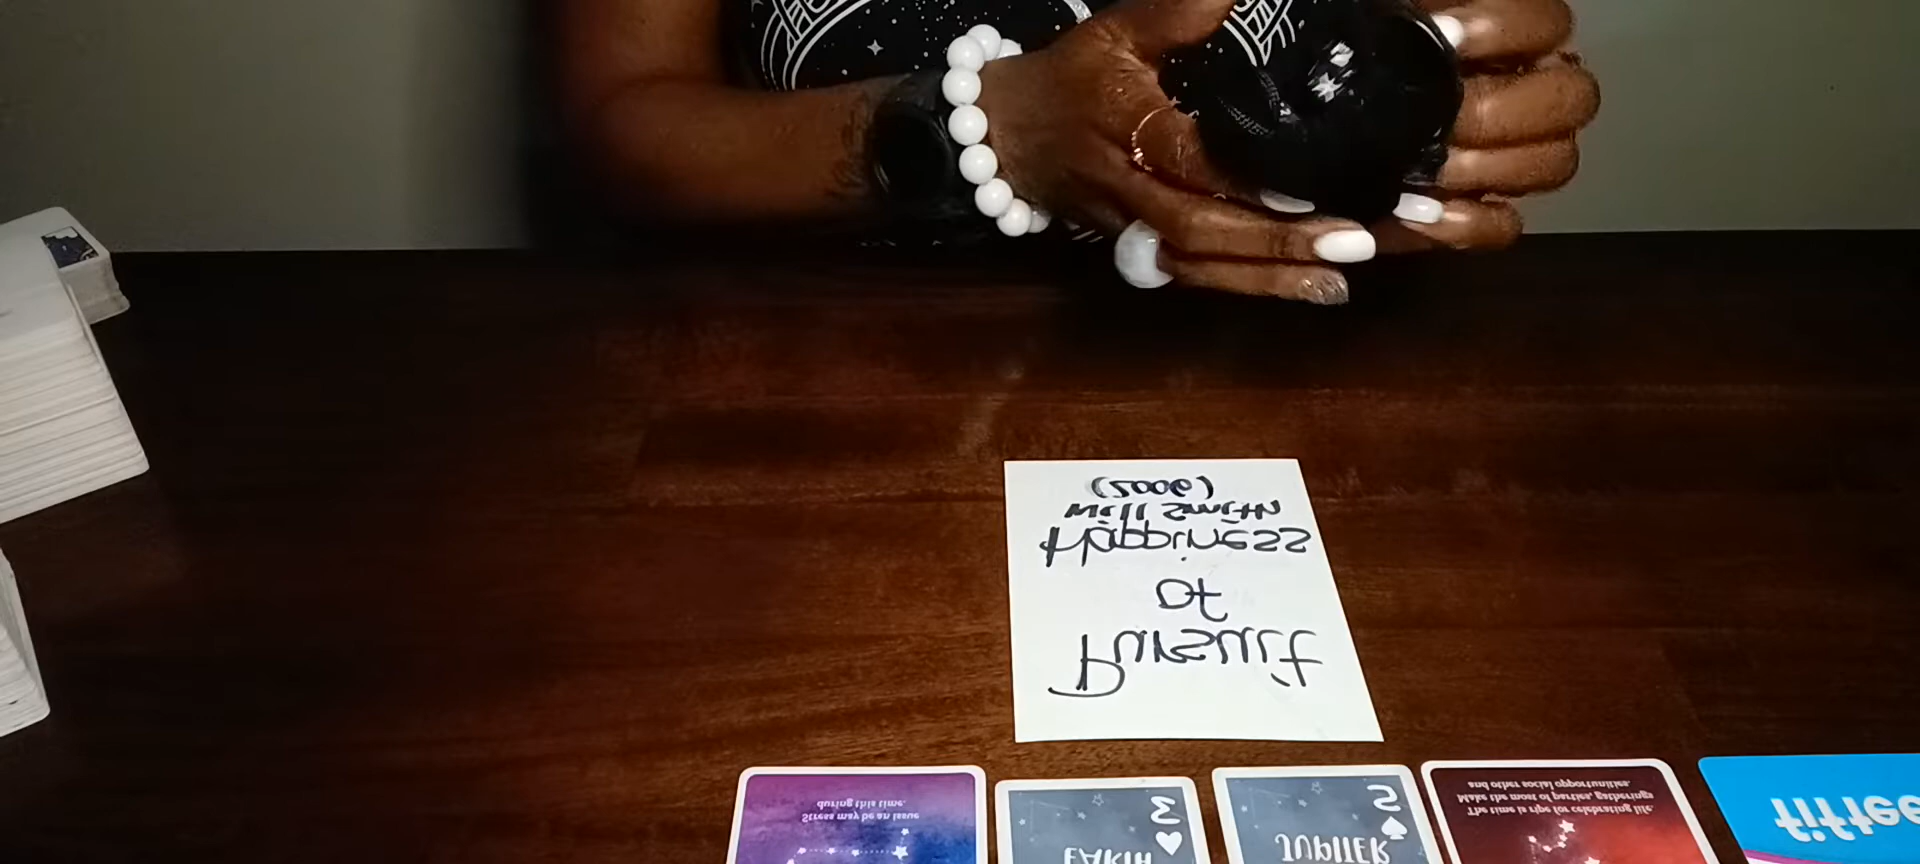 Pursuit
Of
Happiness
Will Smith
(2006)
Stress may be an issue
during this time.
EARTH
3
JUPITER
2
The time is ripe for celebrating life.
Make the most of parties, gatherings
and other social opportunities.
fiftee